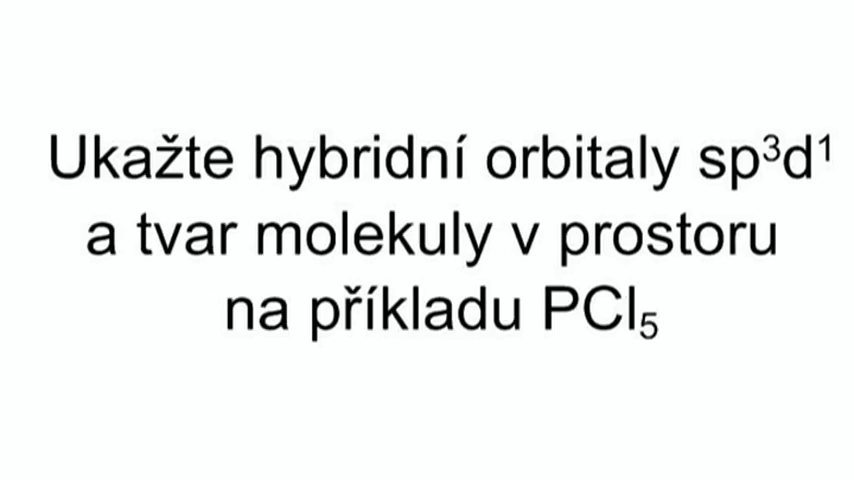 Ukažte hybridní orbitaly sp³d¹
a tvar molekuly v prostoru
na příkladu PCl₅